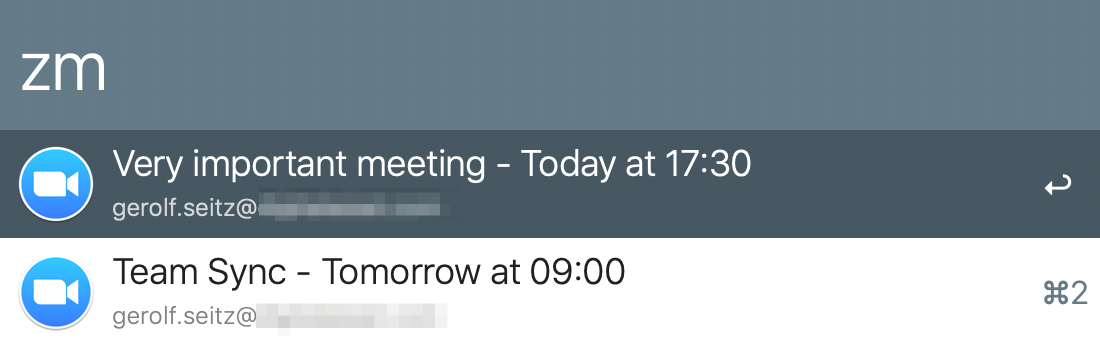 zm
Very important meeting - Today at 17:30
gerolf.seitz@
Team Sync - Tomorrow at 09:00
gerolf.seitz@
⌘2